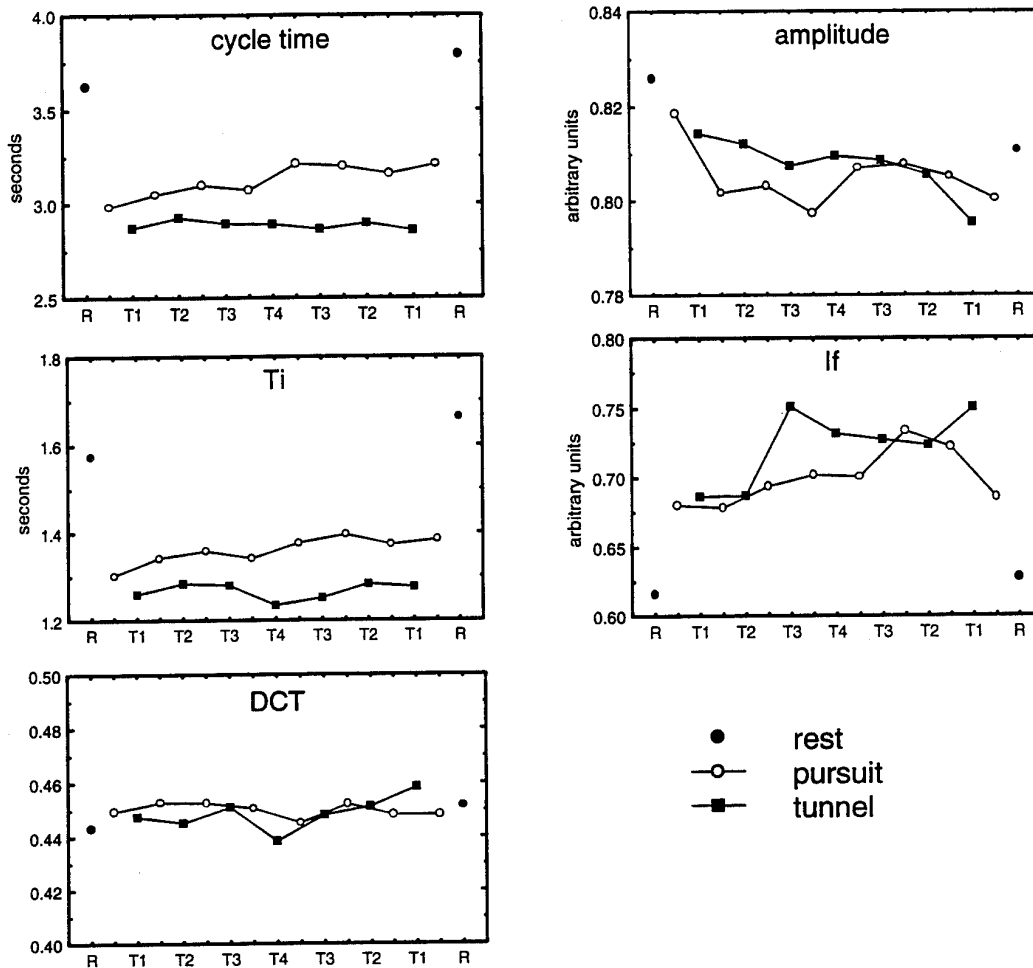 cycle time
seconds
4.0
3.5
3.0
2.5
R T1 T2 T3 T4 T3 T2 T1 R
amplitude
arbitrary units
0.84
0.82
0.80
0.78
R T1 T2 T3 T4 T3 T2 T1 R
Ti
seconds
1.8
1.6
1.4
1.2
R T1 T2 T3 T4 T3 T2 T1 R
If
arbitrary units
0.80
0.75
0.70
0.65
0.60
R T1 T2 T3 T4 T3 T2 T1 R
DCT
0.50
0.48
0.46
0.44
0.42
0.40
R T1 T2 T3 T4 T3 T2 T1 R
rest
pursuit
tunnel